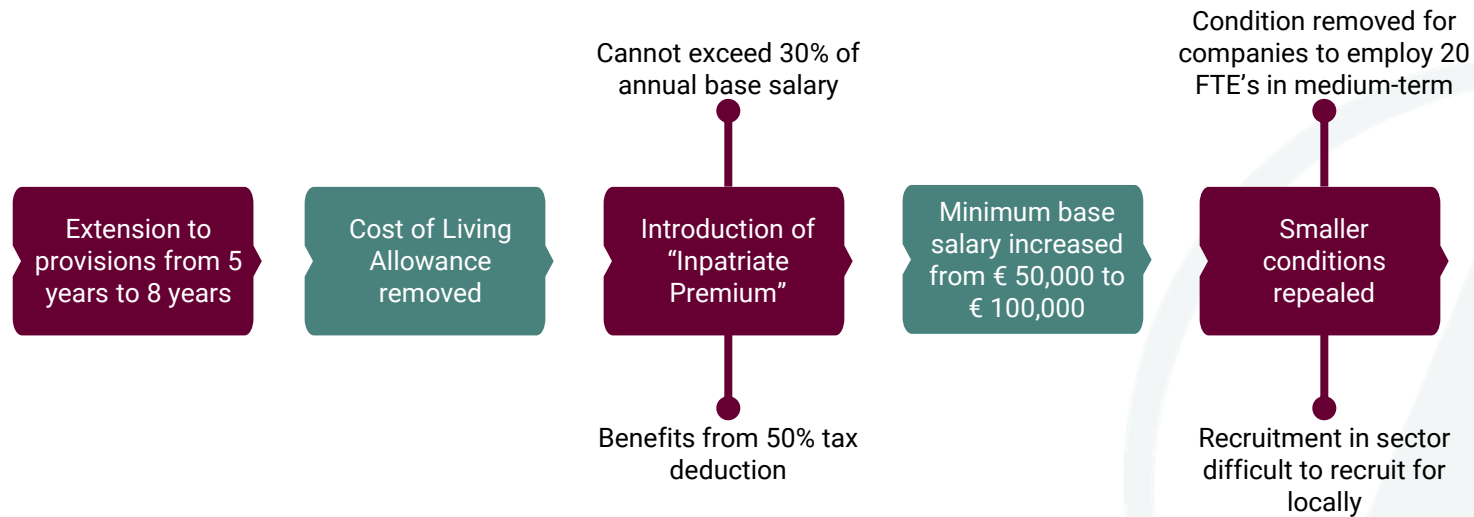 Extension to
provisions from 5
years to 8 years
Cost of Living
Allowance
removed
Cannot exceed 30% of
annual base salary
Introduction of
“Inpatriate
Premium”
Benefits from 50% tax
deduction
Minimum base
salary increased
from € 50,000 to
€ 100,000
Condition removed for
companies to employ 20
FTE's in medium-term
Smaller
conditions
repealed
Recruitment in sector
difficult to recruit for
locally